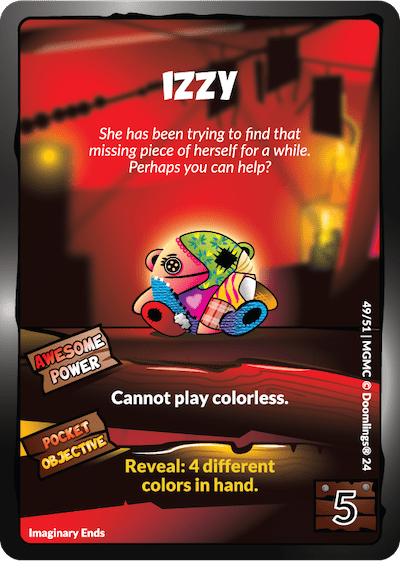 IZZY
She has been trying to find that
missing piece of herself for a while.
Perhaps you can help?
AWESOME
POWER
Cannot play colorless.
POCKET
OBJECTIVE
Reveal: 4 different
colors in hand.
49/51 | MGMC © Doomlings® 24
5
Imaginary Ends